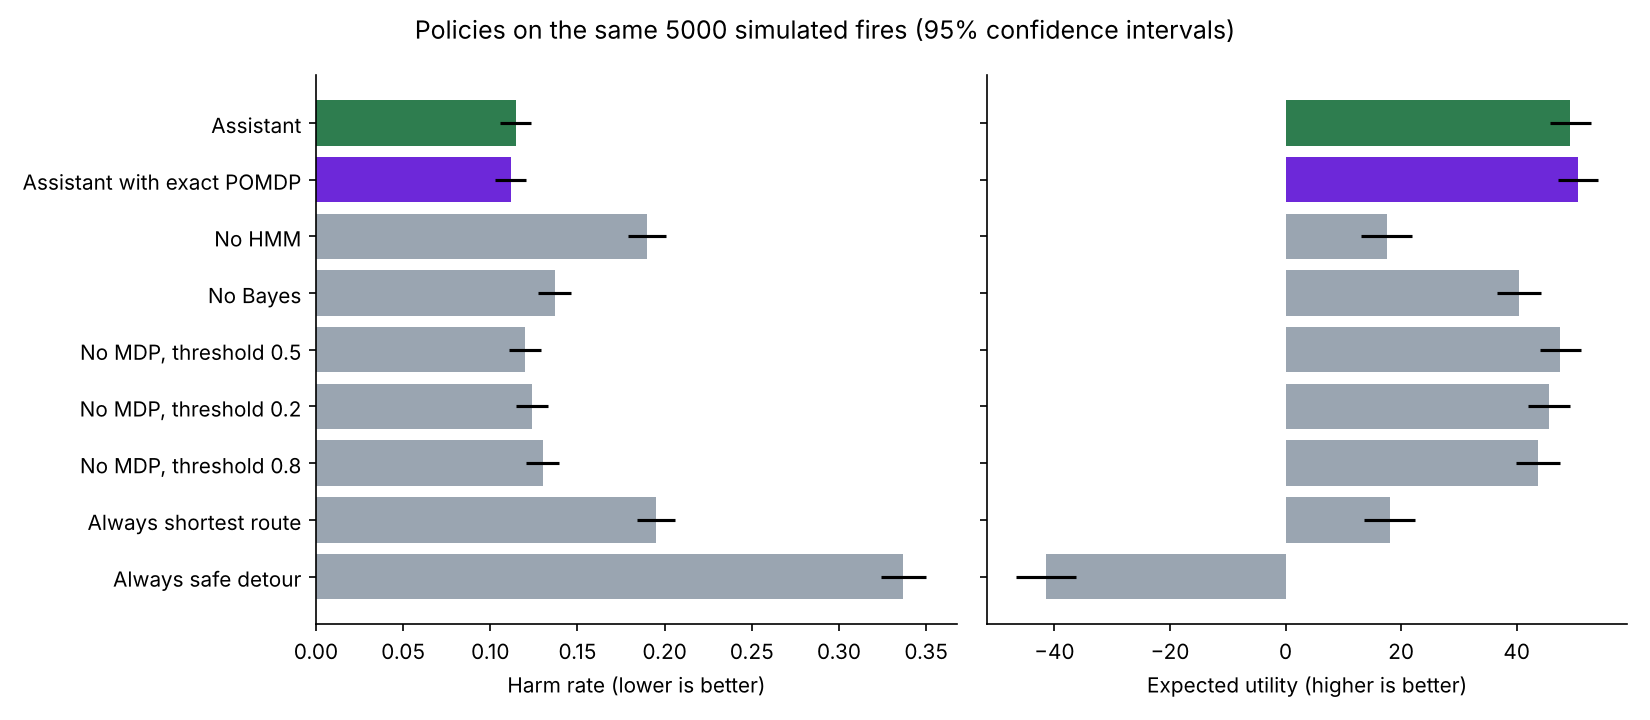 Policies on the same 5000 simulated fires (95% confidence intervals)
Assistant
Assistant with exact POMDP
No HMM
No Bayes
No MDP, threshold 0.5
No MDP, threshold 0.2
No MDP, threshold 0.8
Always shortest route
Always safe detour
0.00 0.05 0.10 0.15 0.20 0.25 0.30 0.35
Harm rate (lower is better)
−40 −20 0 20 40
Expected utility (higher is better)